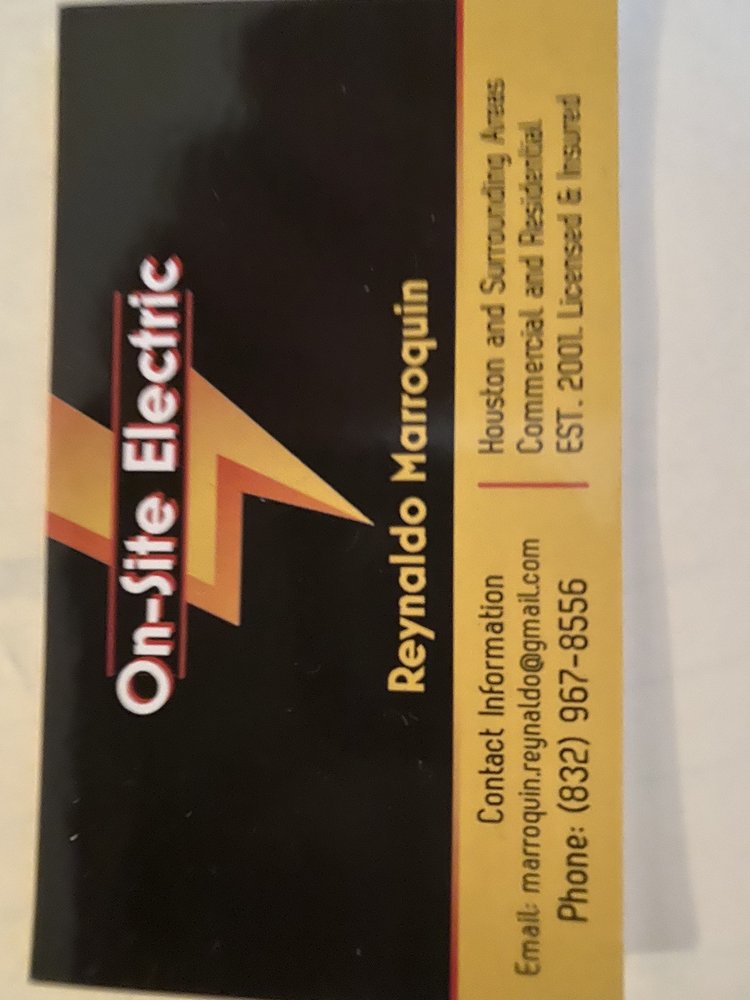 On-Site Electric
Reynaldo Marroquin
Contact Information
Email: marroquin.reynaldo@gmail.com
Phone: (832) 967-8556
Houston and Surrounding Areas
Commercial and Residential
EST. 2001. Licensed & Insured